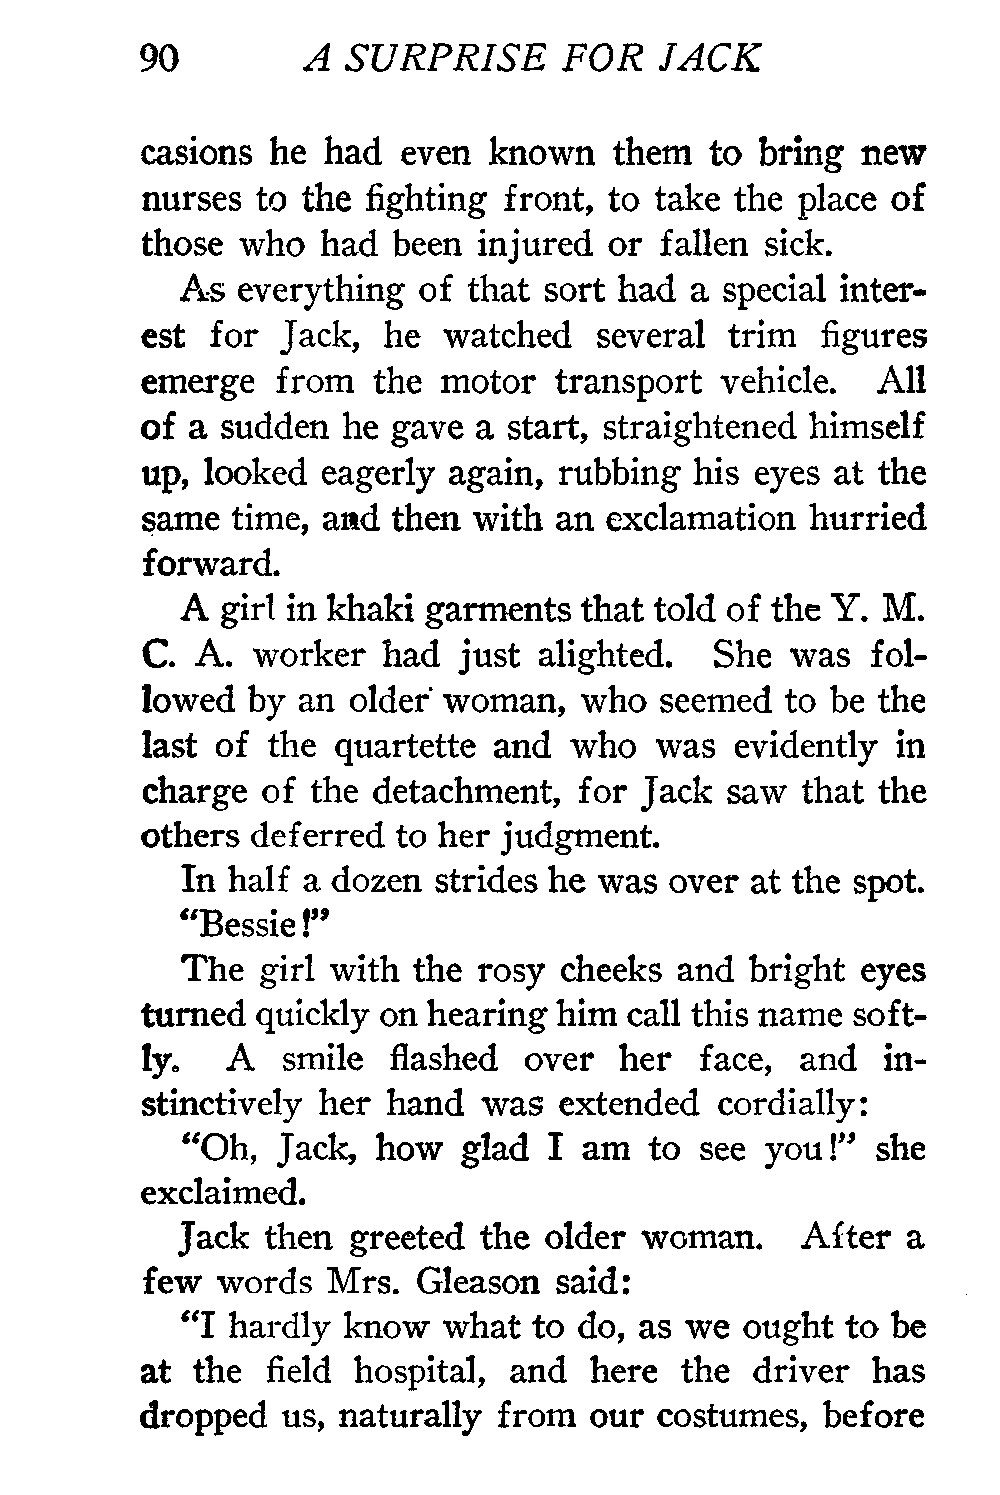 90 A SURPRISE FOR JACK
casions he had even known them to bring new
nurses to the fighting front, to take the place of
those who had been injured or fallen sick.
As everything of that sort had a special inter-
est for Jack, he watched several trim figures
emerge from the motor transport vehicle. All
of a sudden he gave a start, straightened himself
up, looked eagerly again, rubbing his eyes at the
same time, and then with an exclamation hurried
forward.
A girl in khaki garments that told of the Y. M.
C. A. worker had just alighted. She was fol-
lowed by an older woman, who seemed to be the
last of the quartette and who was evidently in
charge of the detachment, for Jack saw that the
others deferred to her judgment.
In half a dozen strides he was over at the spot.
“Bessie!”
The girl with the rosy cheeks and bright eyes
turned quickly on hearing him call this name soft-
ly. A smile flashed over her face, and in-
stinctively her hand was extended cordially:
“Oh, Jack, how glad I am to see you!” she
exclaimed.
Jack then greeted the older woman. After a
few words Mrs. Gleason said:
“I hardly know what to do, as we ought to be
at the field hospital, and here the driver has
dropped us, naturally from our costumes, before